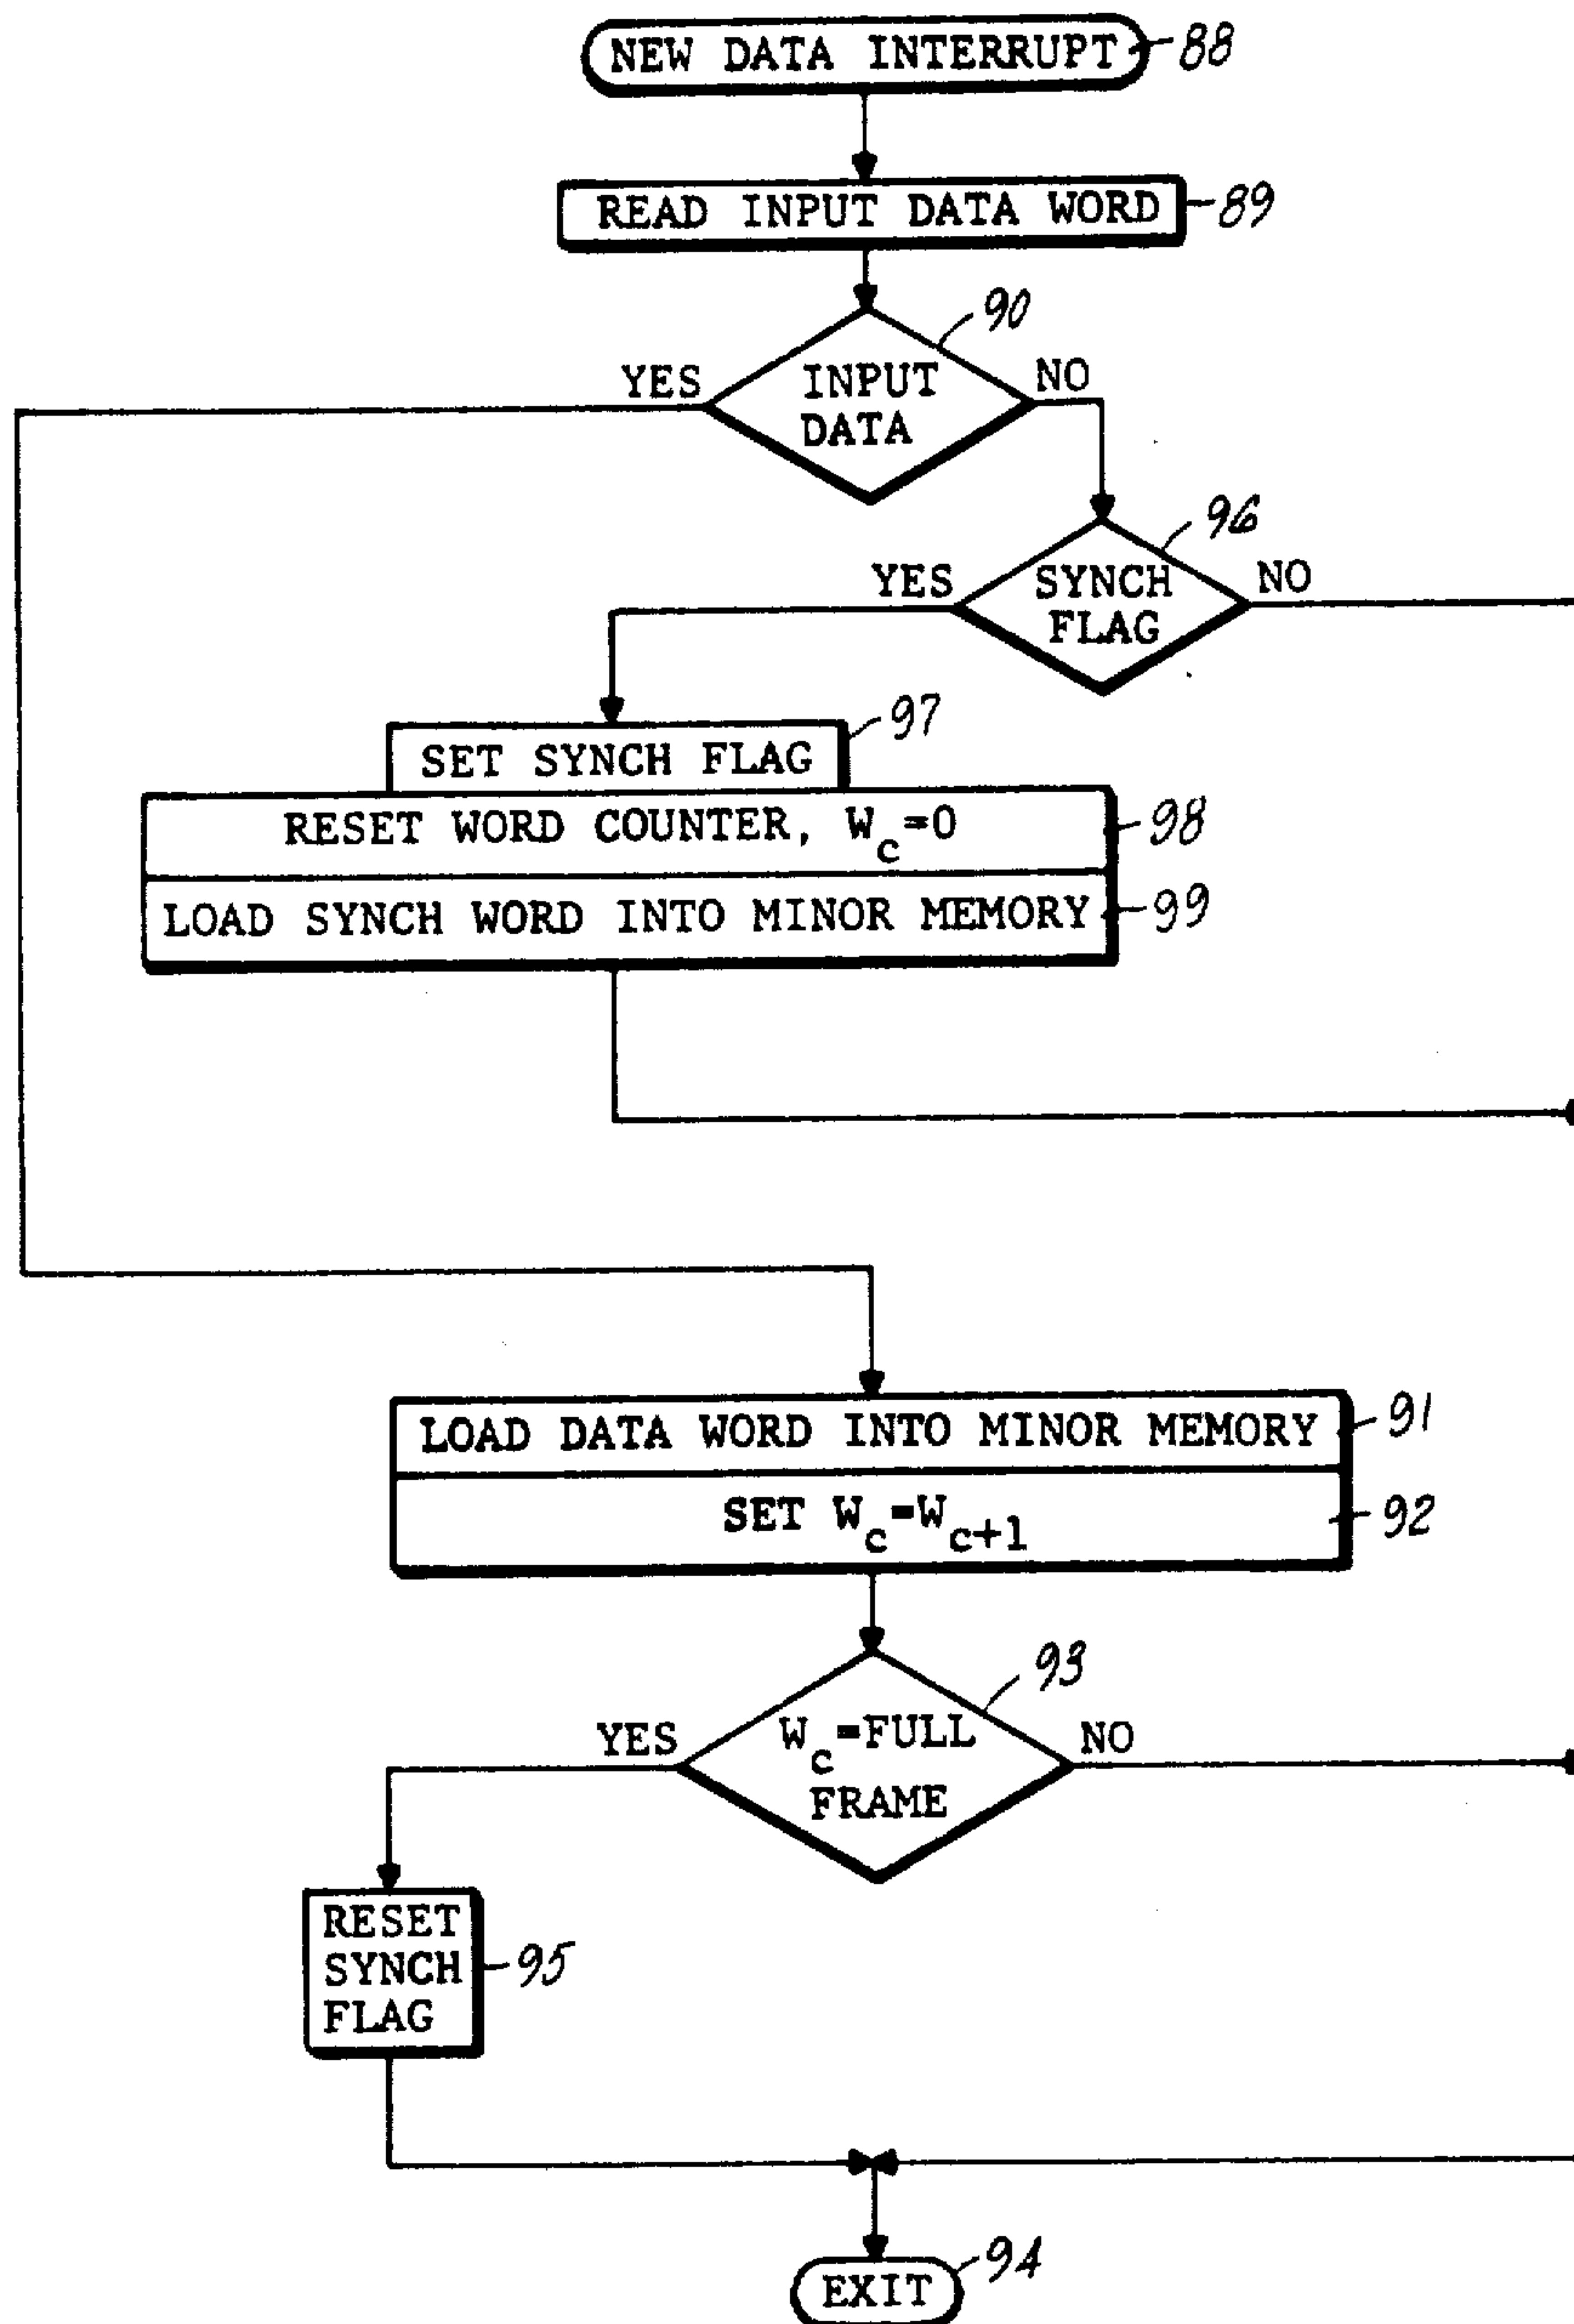 NEW DATA INTERRUPT 88
READ INPUT DATA WORD 89
90
YES INPUT DATA NO
96
YES SYNCH FLAG NO
97
SET SYNCH FLAG
RESET WORD COUNTER, Wc=0 98
LOAD SYNCH WORD INTO MINOR MEMORY 99
LOAD DATA WORD INTO MINOR MEMORY 91
SET Wc=Wc+1 92
93
YES Wc=FULL FRAME NO
RESET
SYNCH 95
FLAG
EXIT 94